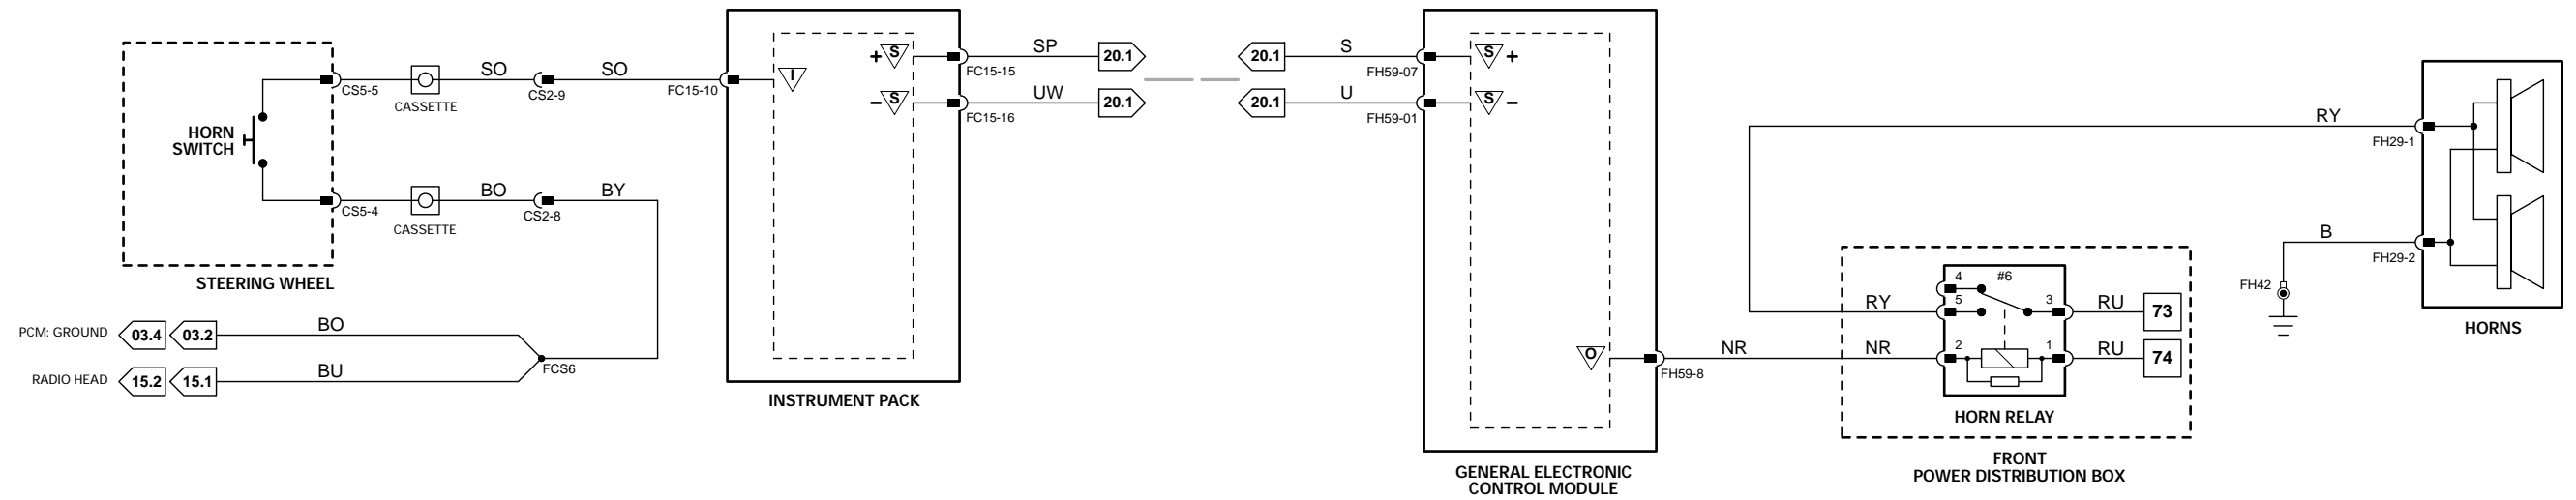 HORN
SWITCH
CS5-5
CASSETTE
SO
CS2-9
SO
FC15-10
I
CS5-4
CASSETTE
BO
CS2-8
BY
STEERING WHEEL
PCM: GROUND
03.4
03.2
BO
RADIO HEAD
15.2
15.1
BU
FCS6
+
S
–
S
FC15-15
SP
20.1
FC15-16
UW
20.1
INSTRUMENT PACK
20.1
S
FH59-07
S
+
20.1
U
FH59-01
S
–
O
FH59-8
GENERAL ELECTRONIC
CONTROL MODULE
NR
NR
RY
4
#6
5
3
2
1
RU
73
RU
74
HORN RELAY
FRONT
POWER DISTRIBUTION BOX
RY
FH29-1
B
FH29-2
FH42
HORNS